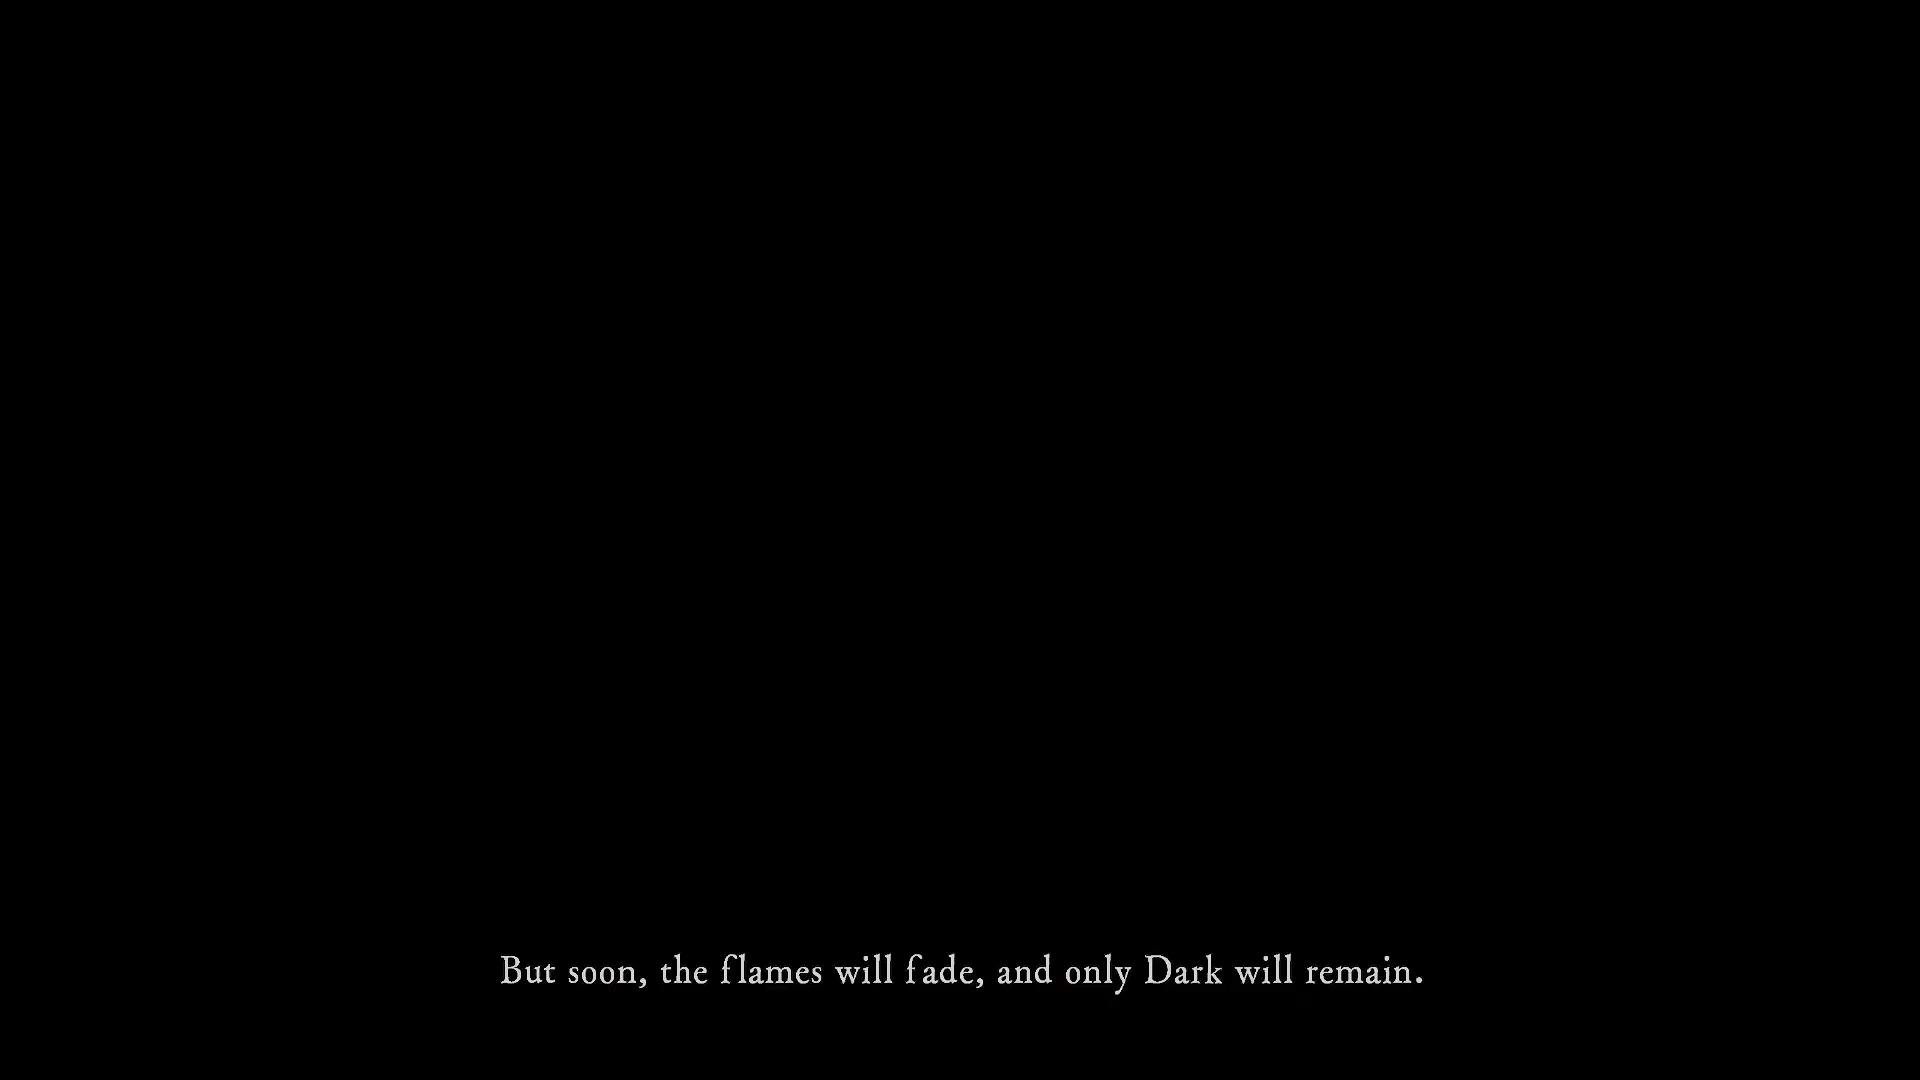 But soon, the flames will fade, and only Dark will remain.